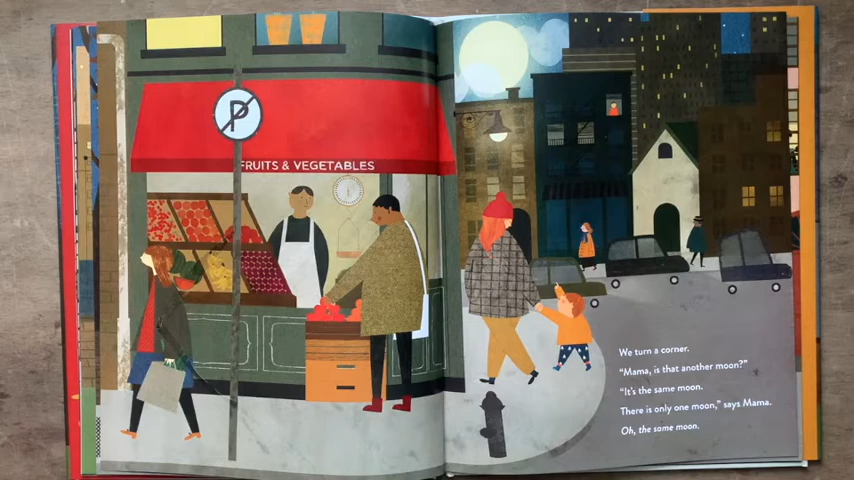 P
FRUITS & VEGETABLES
We turn a corner.
“Mama, is that another moon?”
“It’s the same moon.
There is only one moon,” says Mama.
Oh, the same moon.